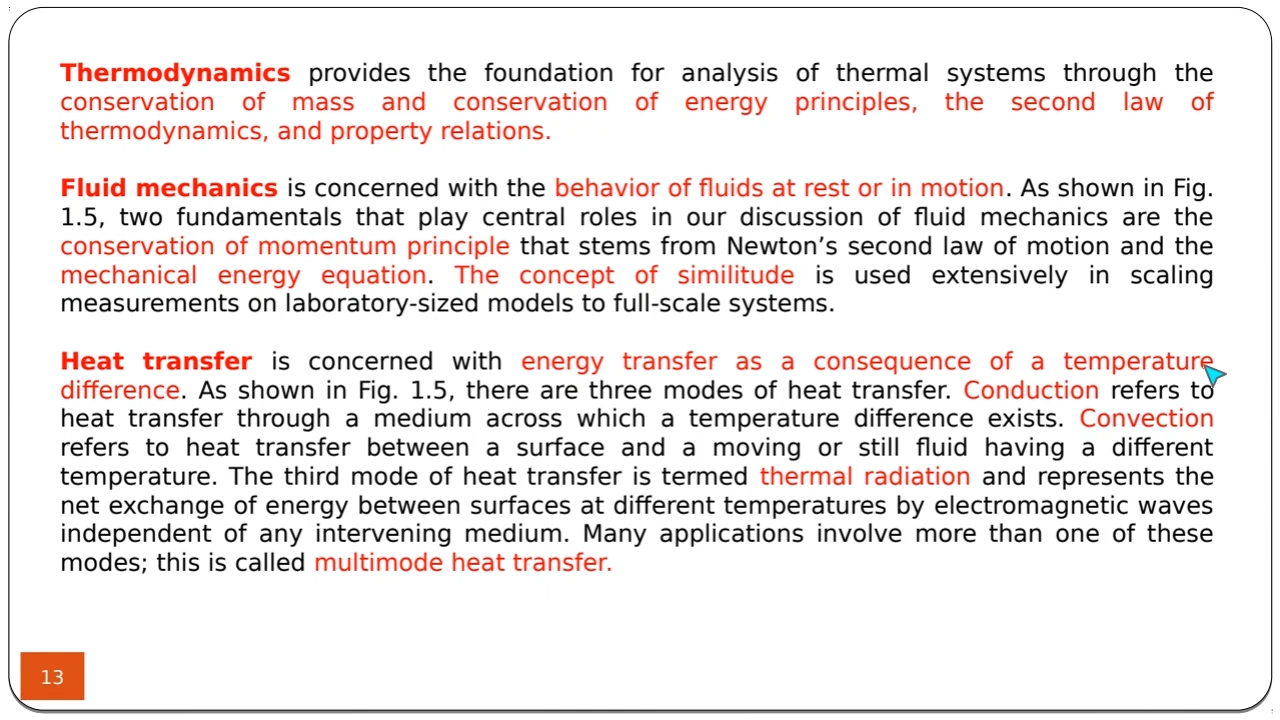 Thermodynamics provides the foundation for analysis of thermal systems through the
conservation of mass and conservation of energy principles, the second law of
thermodynamics, and property relations.
Fluid mechanics is concerned with the behavior of fluids at rest or in motion. As shown in Fig.
1.5, two fundamentals that play central roles in our discussion of fluid mechanics are the
conservation of momentum principle that stems from Newton’s second law of motion and the
mechanical energy equation. The concept of similitude is used extensively in scaling
measurements on laboratory-sized models to full-scale systems.
Heat transfer is concerned with energy transfer as a consequence of a temperature
difference. As shown in Fig. 1.5, there are three modes of heat transfer. Conduction refers to
heat transfer through a medium across which a temperature difference exists. Convection
refers to heat transfer between a surface and a moving or still fluid having a different
temperature. The third mode of heat transfer is termed thermal radiation and represents the
net exchange of energy between surfaces at different temperatures by electromagnetic waves
independent of any intervening medium. Many applications involve more than one of these
modes; this is called multimode heat transfer.
13